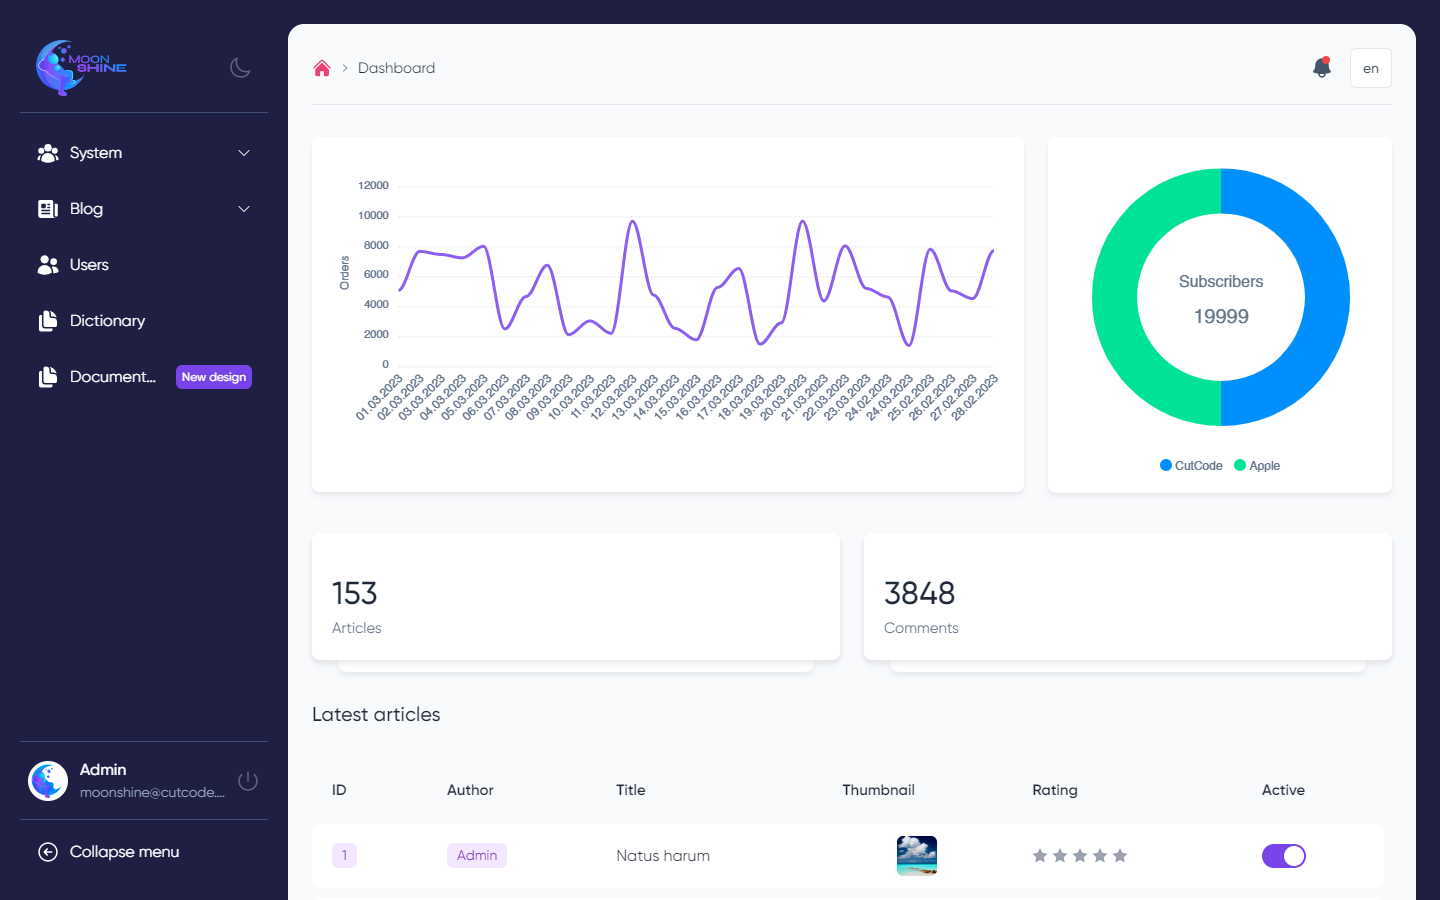 MOON
SHINE
System
Blog
Users
Dictionary
Document...
New design
Admin
moonshine@cutcode....
Collapse menu
Dashboard
en
12000
10000
8000
6000
4000
2000
0
Orders
01.03.2023
02.03.2023
03.03.2023
04.03.2023
05.03.2023
06.03.2023
07.03.2023
08.03.2023
09.03.2023
10.03.2023
11.03.2023
12.03.2023
13.03.2023
14.03.2023
15.03.2023
16.03.2023
17.03.2023
18.03.2023
19.03.2023
20.03.2023
21.03.2023
22.03.2023
23.03.2023
24.02.2023
24.03.2023
25.02.2023
26.02.2023
27.02.2023
28.02.2023
Subscribers
19999
CutCode Apple
153
Articles
3848
Comments
Latest articles
ID Author Title Thumbnail Rating Active
1 Admin Natus harum